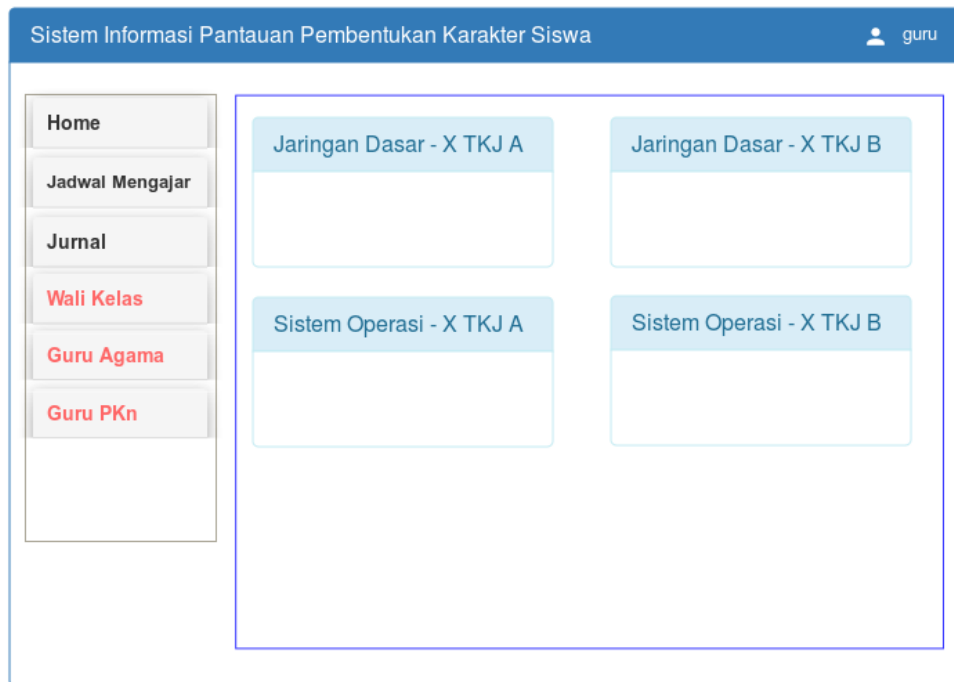 Sistem Informasi Pantauan Pembentukan Karakter Siswa
guru
Home
Jadwal Mengajar
Jurnal
Wali Kelas
Guru Agama
Guru PKn
Jaringan Dasar - X TKJ A
Jaringan Dasar - X TKJ B
Sistem Operasi - X TKJ A
Sistem Operasi - X TKJ B